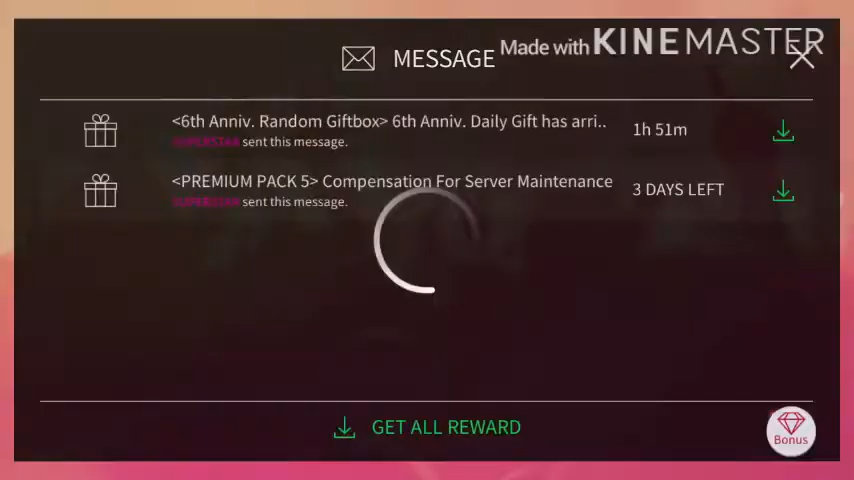 MESSAGE
Made with KINEMASTER
<6th Anniv. Random Giftbox> 6th Anniv. Daily Gift has arri..
1h 51m
SUPERSTAR sent this message.
<PREMIUM PACK 5> Compensation For Server Maintenance
3 DAYS LEFT
SUPERSTAR sent this message.
GET ALL REWARD
Bonus